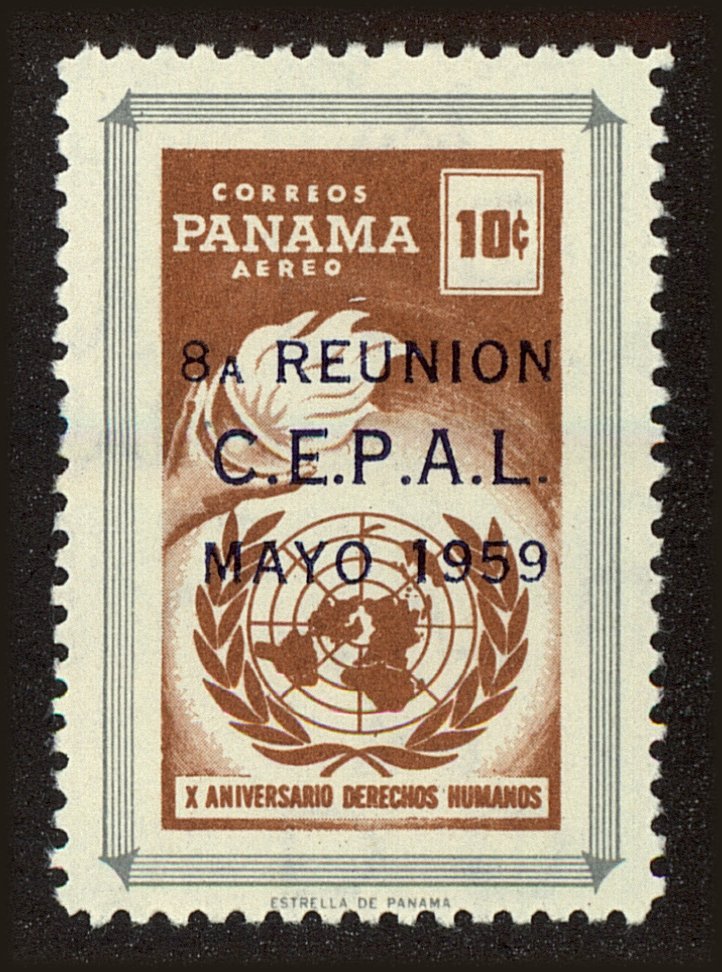 CORREOS
PANAMA
AEREO
10¢
8A REUNION
C.E.P.A.L.
MAYO 1959
X ANIVERSARIO DERECHOS HUMANOS
ESTRELLA DE PANAMA